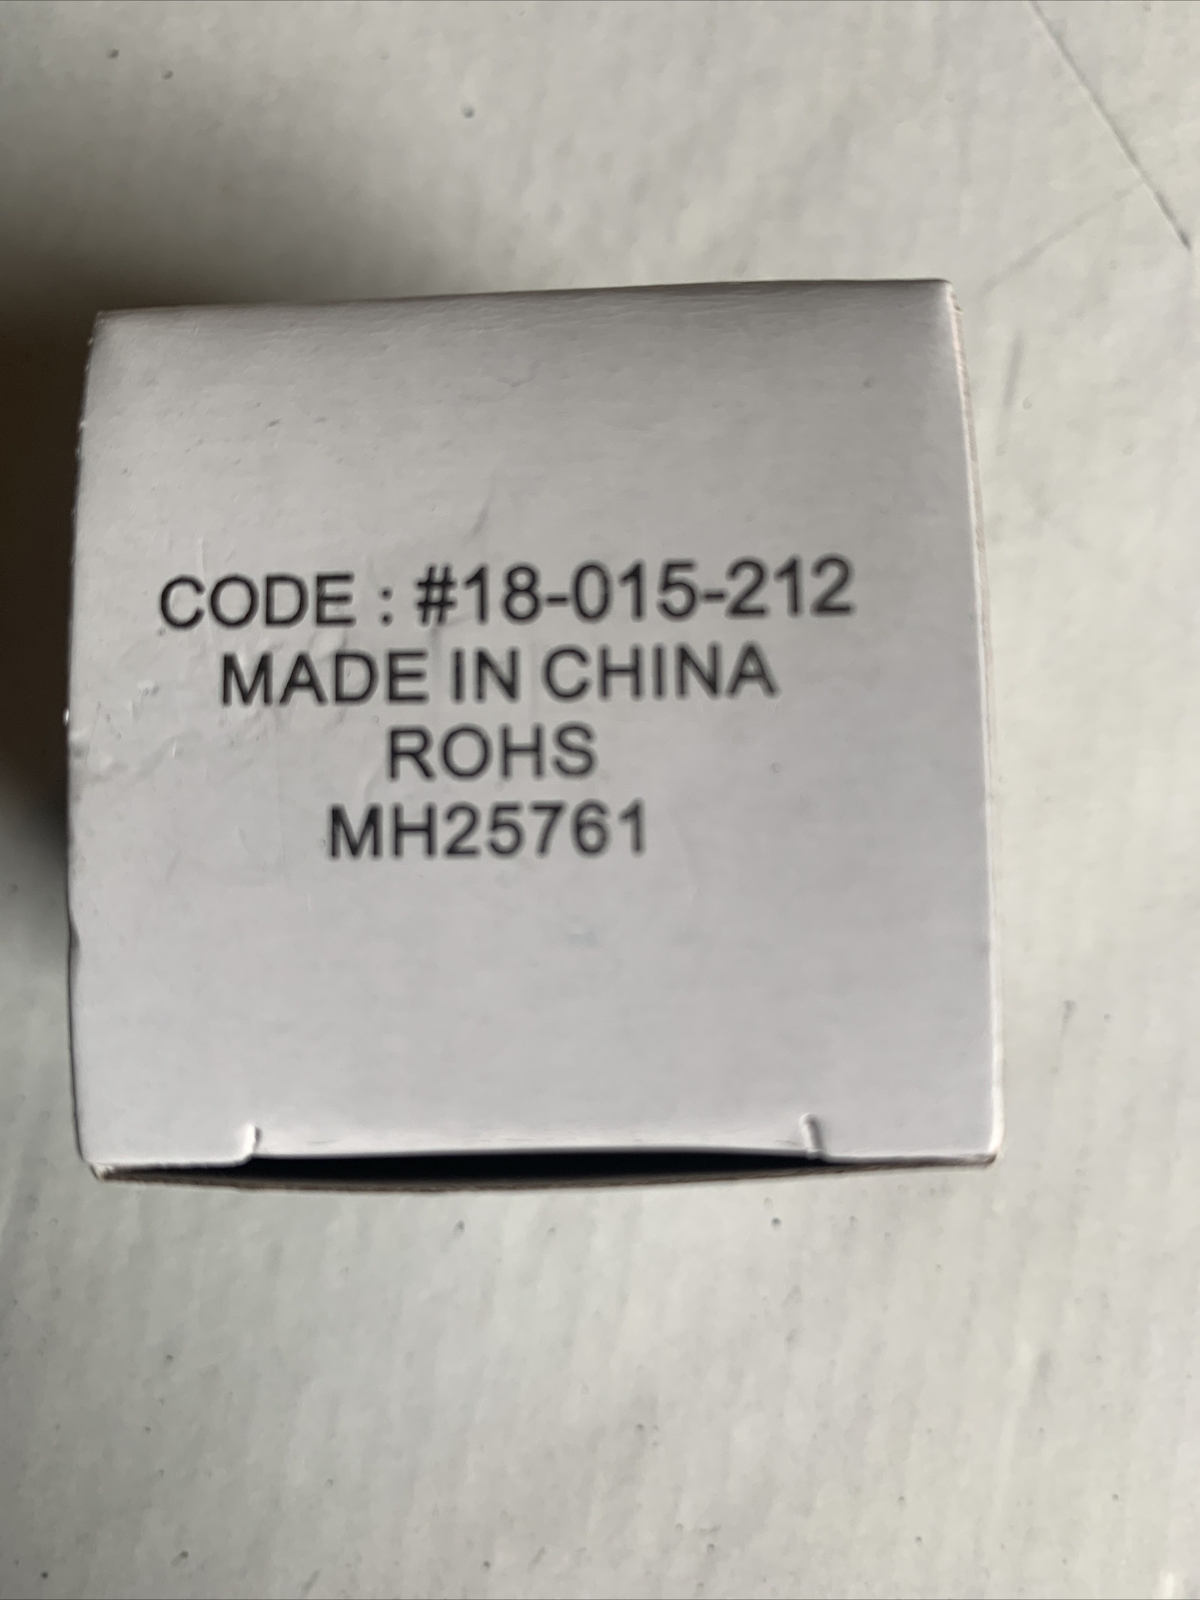 CODE : #18-015-212
MADE IN CHINA
ROHS
MH25761